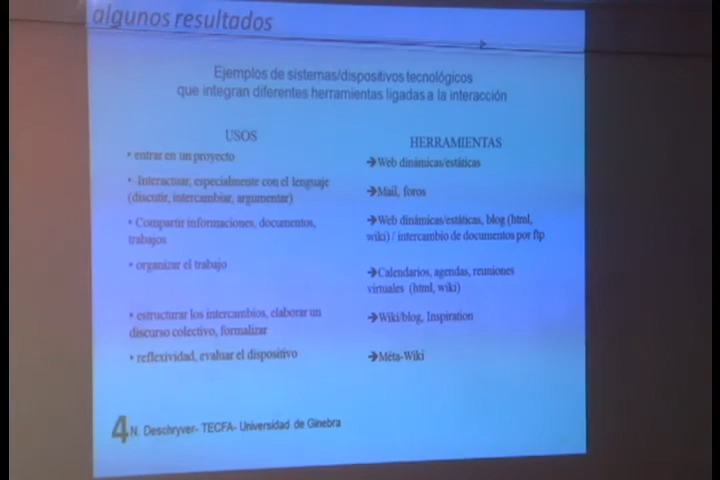 algunos resultados
Ejemplos de sistemas/dispositivos tecnológicos
que integran diferentes herramientas ligadas a la interacción
USOS
• entrar en un proyecto
• Interactuar, especialmente con el lenguaje
(discutir, intercambiar, argumentar)
• Compartir informaciones, documentos,
trabajos
• organizar el trabajo
• estructurar los intercambios, elaborar un
discurso colectivo, formalizar
• reflexividad, evaluar el dispositivo
HERRAMIENTAS
➔Web dinámicas/estáticas
➔Mail, foros
➔Web dinámicas/estáticas, blog (html,
wiki) / intercambio de documentos por ftp
➔Calendarios, agendas, reuniones
virtuales (html, wiki)
➔Wiki/blog, Inspiration
➔Méta-Wiki
4 N. Deschryver- TECFA- Universidad de Ginebra